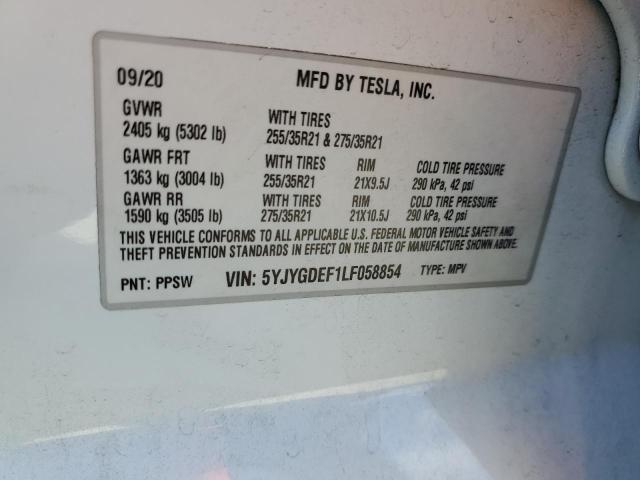 09/20 MFD BY TESLA, INC.
GVWR WITH TIRES
2405 kg (5302 lb) 255/35R21 & 275/35R21
GAWR FRT WITH TIRES RIM COLD TIRE PRESSURE
1363 kg (3004 lb) 255/35R21 21X9.5J 290 kPa, 42 psi
GAWR RR WITH TIRES RIM COLD TIRE PRESSURE
1590 kg (3505 lb) 275/35R21 21X10.5J 290 kPa, 42 psi
THIS VEHICLE CONFORMS TO ALL APPLICABLE U.S. FEDERAL MOTOR VEHICLE SAFETY AND
THEFT PREVENTION STANDARDS IN EFFECT ON THE DATE OF MANUFACTURE SHOWN ABOVE.
PNT: PPSW VIN: 5YJYGDEF1LF058854 TYPE: MPV